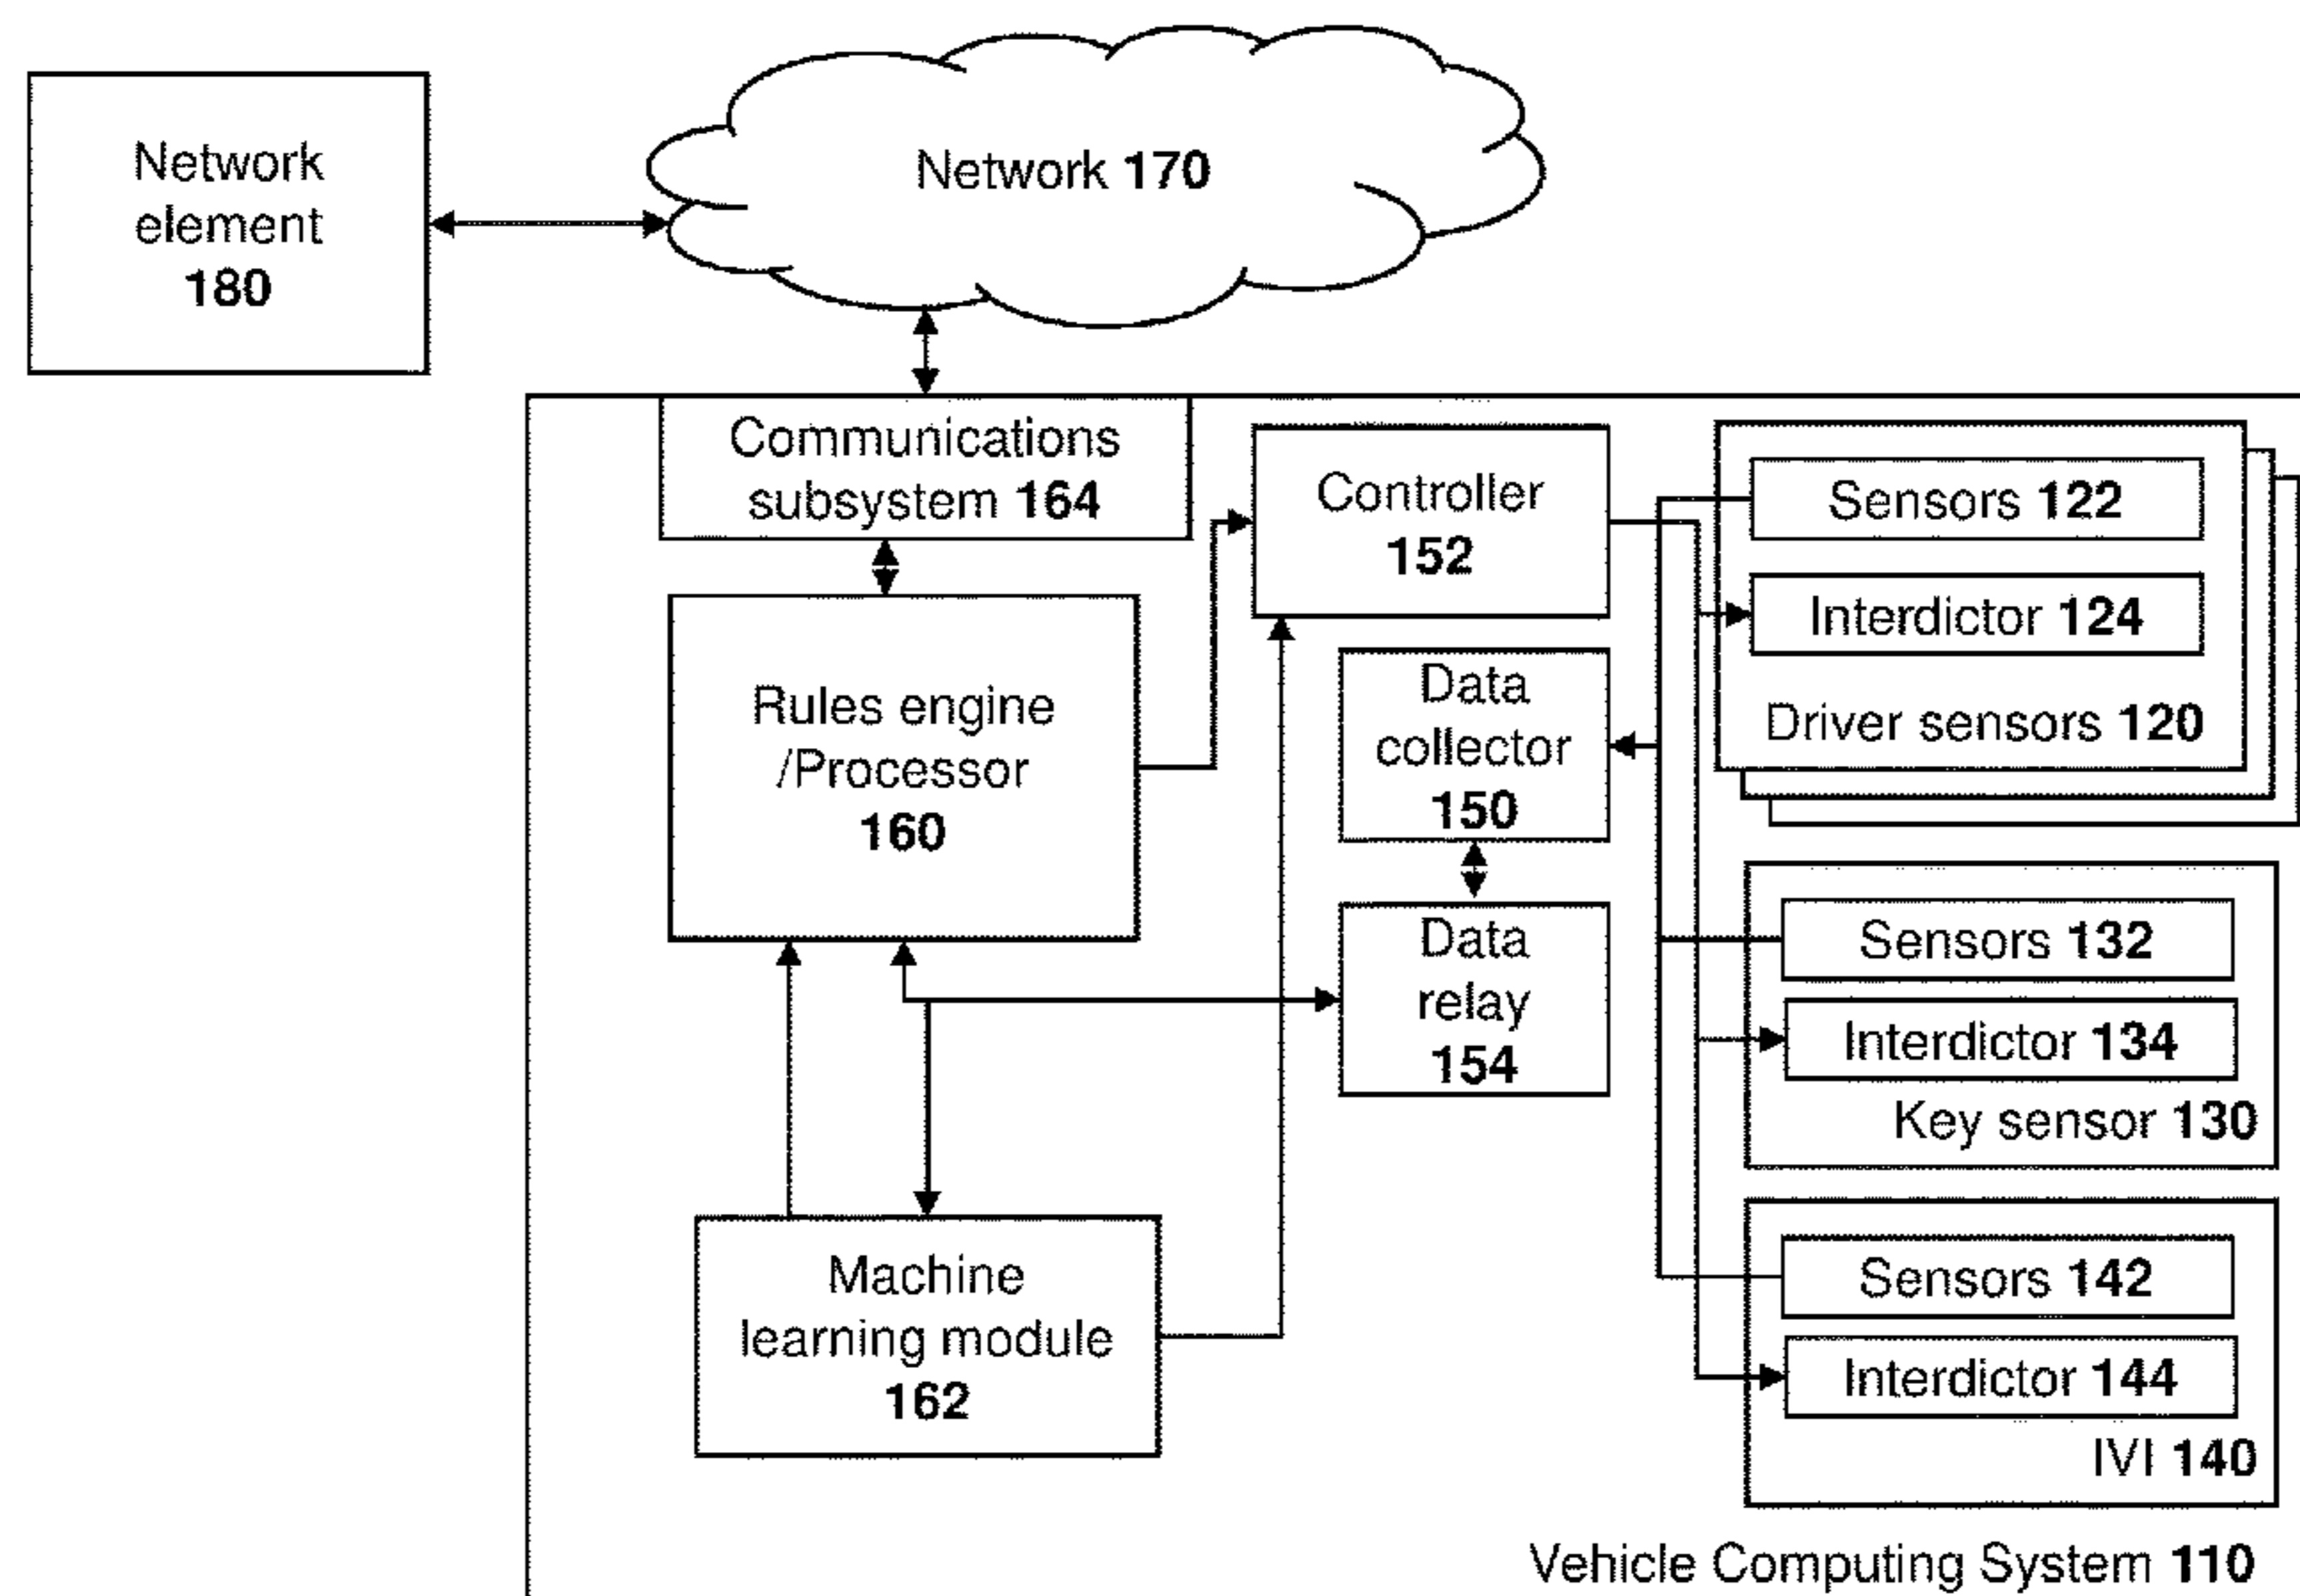 Network
element
180
Network 170
Communications
subsystem 164
Controller
152
Sensors 122
Interdictor 124
Driver sensors 120
Rules engine
/Processor
160
Data
collector
150
Data
relay
154
Sensors 132
Interdictor 134
Key sensor 130
Machine
learning module
162
Sensors 142
Interdictor 144
IVI 140
Vehicle Computing System 110